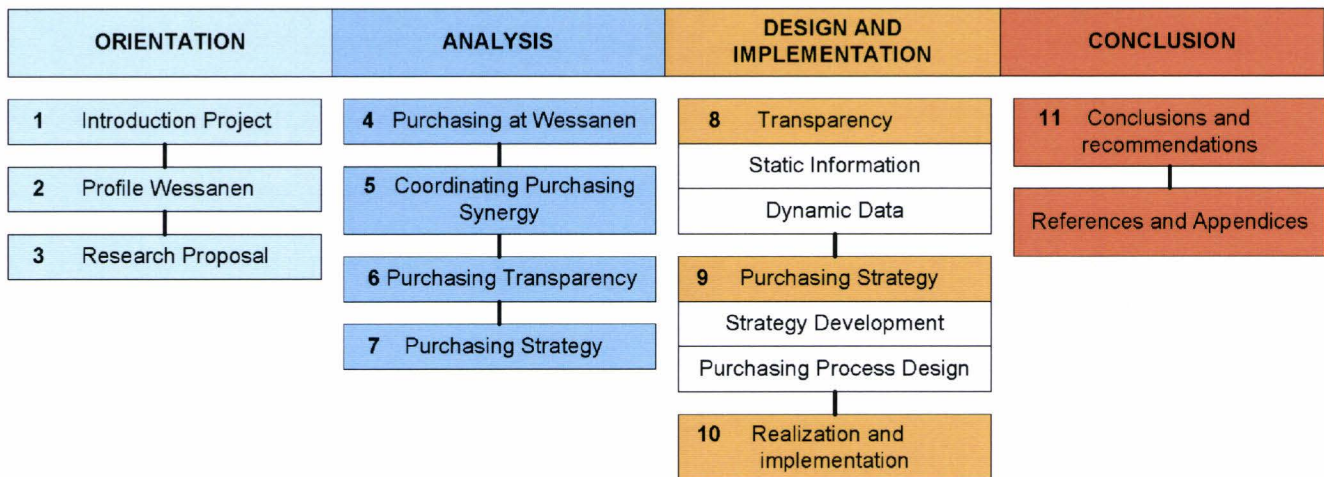 ORIENTATION
ANALYSIS
DESIGN AND
IMPLEMENTATION
CONCLUSION
1 Introduction Project
2 Profile Wessanen
3 Research Proposal
4 Purchasing at Wessanen
5 Coordinating Purchasing
Synergy
6 Purchasing Transparency
7 Purchasing Strategy
8 Transparency
Static Information
Dynamic Data
9 Purchasing Strategy
Strategy Development
Purchasing Process Design
10 Realization and
implementation
11 Conclusions and
recommendations
References and Appendices